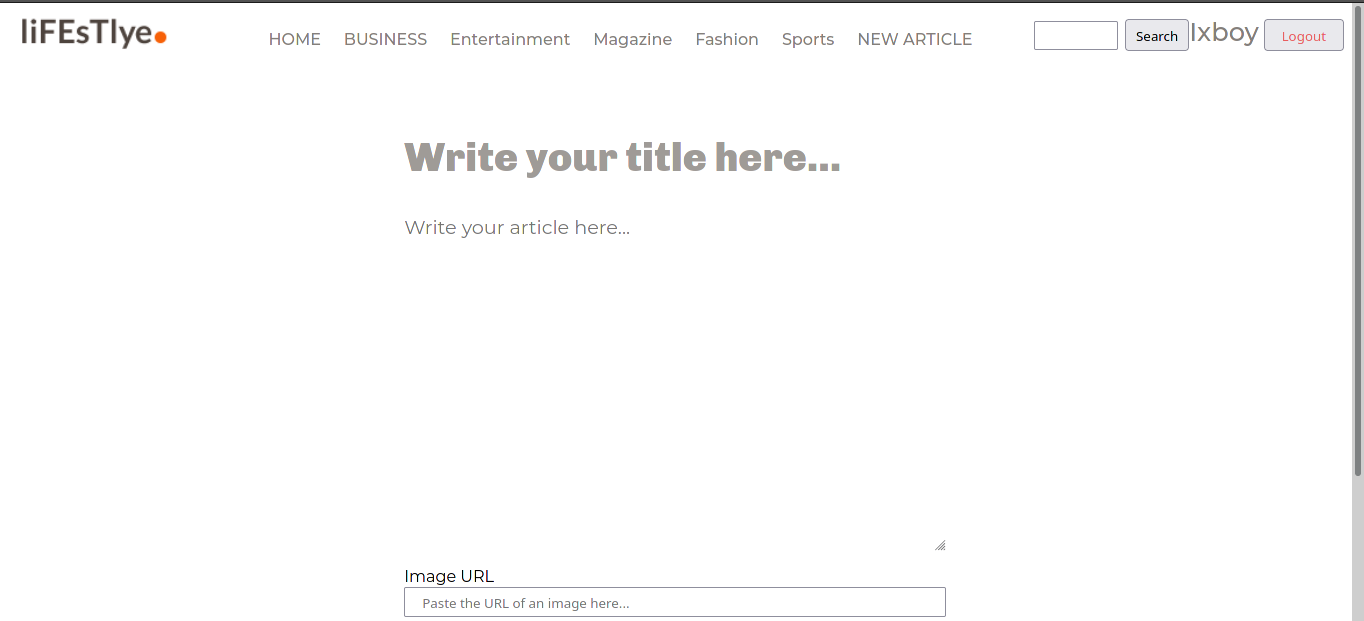 liFEsTlye
HOME BUSINESS Entertainment Magazine Fashion Sports NEW ARTICLE
Search
Ixboy
Logout
Write your title here...
Write your article here...
Image URL
Paste the URL of an image here...